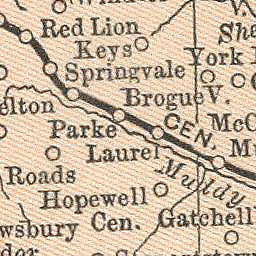 Red Lion
Keys
York
Springvale
elton
Brogue V.
CEN.
Parke
McC
Laurel
Muddy
Roads
Hopewell
wsbury Cen.
Gatchell